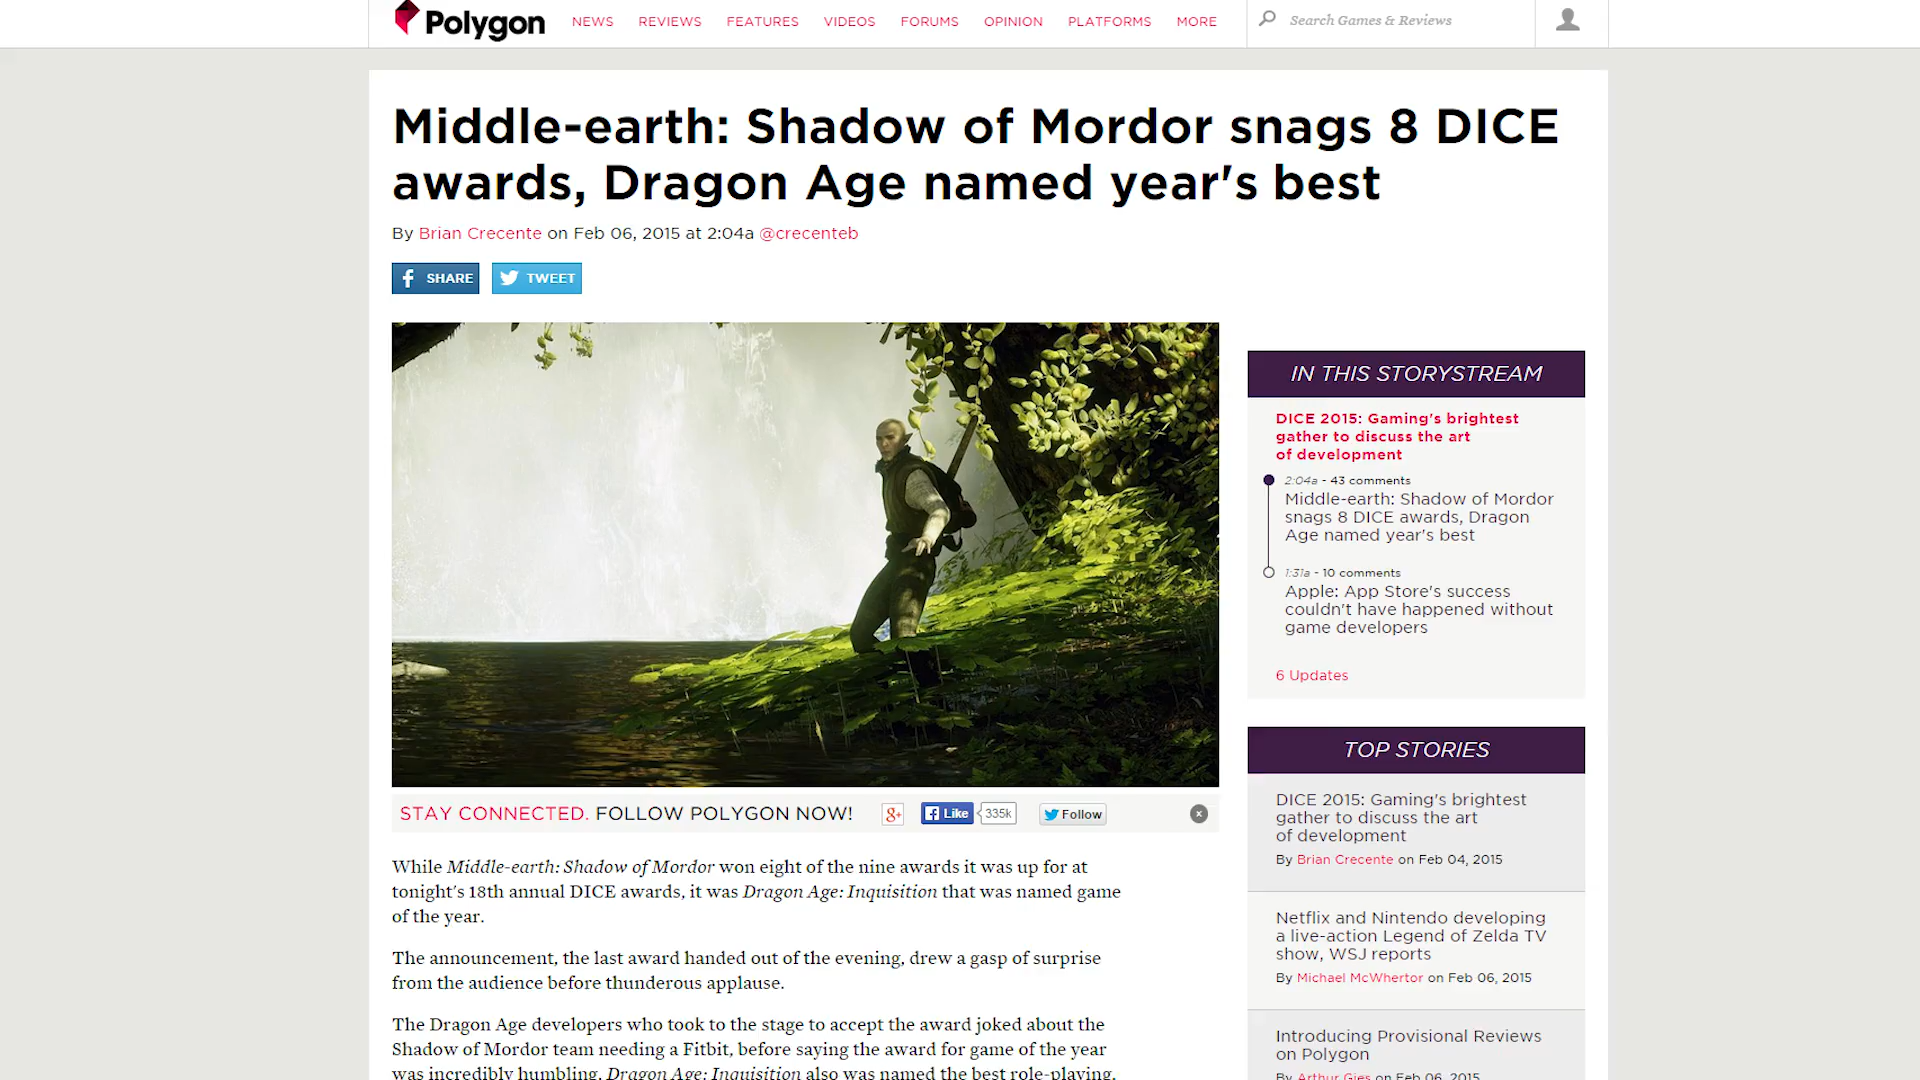 Polygon
NEWS REVIEWS FEATURES VIDEOS FORUMS OPINION PLATFORMS MORE
Search Games & Reviews
Middle-earth: Shadow of Mordor snags 8 DICE
awards, Dragon Age named year's best
By Brian Crecente on Feb 06, 2015 at 2:04a @crecenteb
SHARE TWEET
STAY CONNECTED. FOLLOW POLYGON NOW! g+ Like 335k Follow
While Middle-earth: Shadow of Mordor won eight of the nine awards it was up for at
tonight's 18th annual DICE awards, it was Dragon Age: Inquisition that was named game
of the year.
The announcement, the last award handed out of the evening, drew a gasp of surprise
from the audience before thunderous applause.
The Dragon Age developers who took to the stage to accept the award joked about the
Shadow of Mordor team needing a Fitbit, before saying the award for game of the year
was incredibly humbling. Dragon Age: Inquisition also was named the best role-playing,
IN THIS STORYSTREAM
DICE 2015: Gaming's brightest
gather to discuss the art
of development
2:04a - 43 comments
Middle-earth: Shadow of Mordor
snags 8 DICE awards, Dragon
Age named year's best
1:31a - 10 comments
Apple: App Store's success
couldn't have happened without
game developers
6 Updates
TOP STORIES
DICE 2015: Gaming's brightest
gather to discuss the art
of development
By Brian Crecente on Feb 04, 2015
Netflix and Nintendo developing
a live-action Legend of Zelda TV
show, WSJ reports
By Michael McWhertor on Feb 06, 2015
Introducing Provisional Reviews
on Polygon
By Arthur Gies on Feb 06, 2015